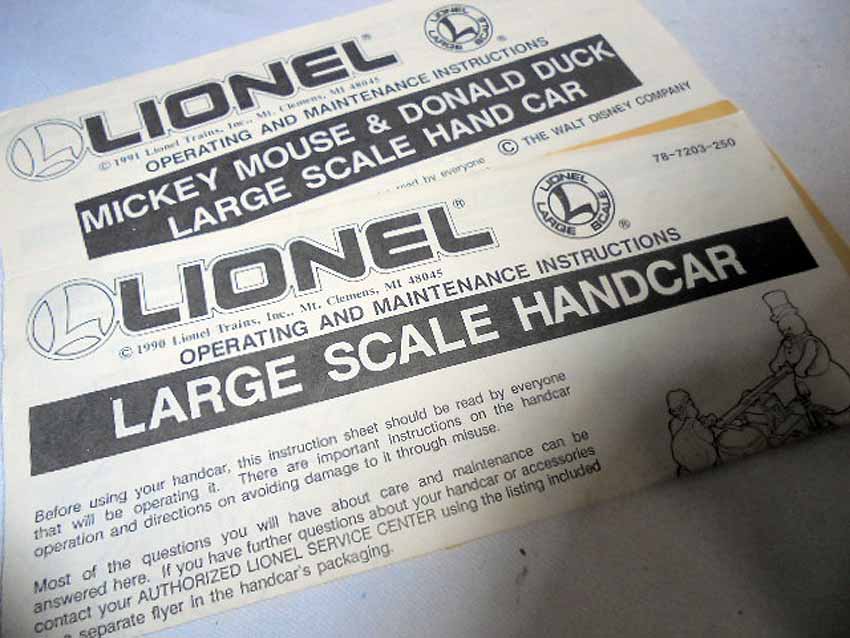 LIONEL®
LIONEL
LARGE
SCALE
®
© 1991 Lionel Trains, Inc., Mt. Clemens, MI 48045
OPERATING AND MAINTENANCE INSTRUCTIONS
MICKEY MOUSE & DONALD DUCK
LARGE SCALE HAND CAR
© THE WALT DISNEY COMPANY
read by everyone
78-7203-250
LIONEL®
LIONEL
LARGE
SCALE
®
© 1990 Lionel Trains, Inc., Mt. Clemens, MI 48045
OPERATING AND MAINTENANCE INSTRUCTIONS
LARGE SCALE HANDCAR
Before using your handcar, this instruction sheet should be read by everyone
that will be operating it. There are important instructions on the handcar
operation and directions on avoiding damage to it through misuse.
Most of the questions you will have about care and maintenance can be
answered here. If you have further questions about your handcar or accessories
contact your AUTHORIZED LIONEL SERVICE CENTER using the listing included
separate flyer in the handcar's packaging.